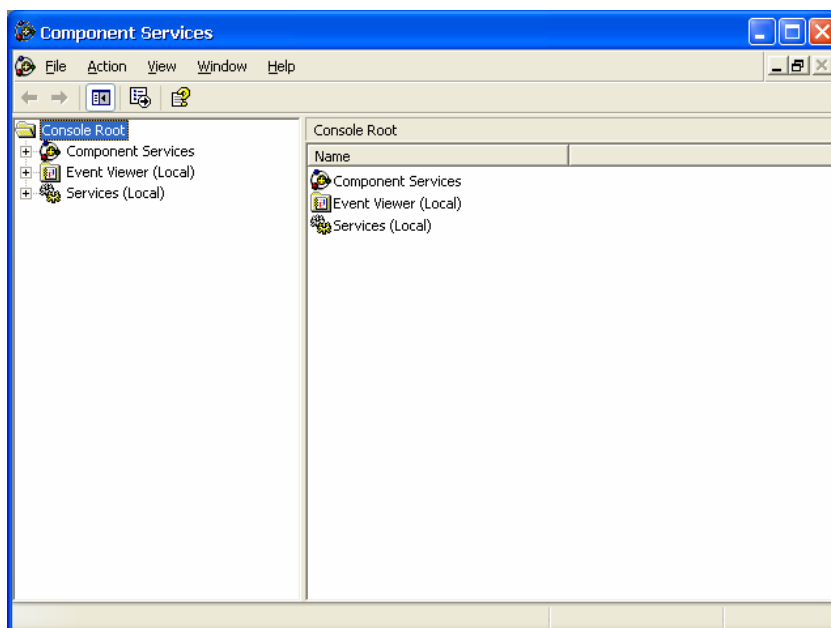 Component Services
File Action View Window Help
Console Root
Component Services
Event Viewer (Local)
Services (Local)
Console Root
Name
Component Services
Event Viewer (Local)
Services (Local)